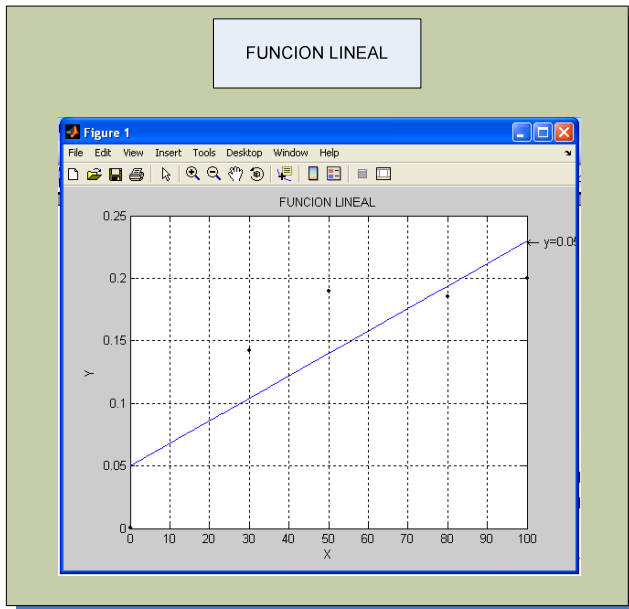 FUNCION LINEAL
Figure 1
File Edit View Insert Tools Desktop Window Help
FUNCION LINEAL
0.25
0.2
0.15
0.1
0.05
0
Y
y=0.05
0 10 20 30 40 50 60 70 80 90 100
X